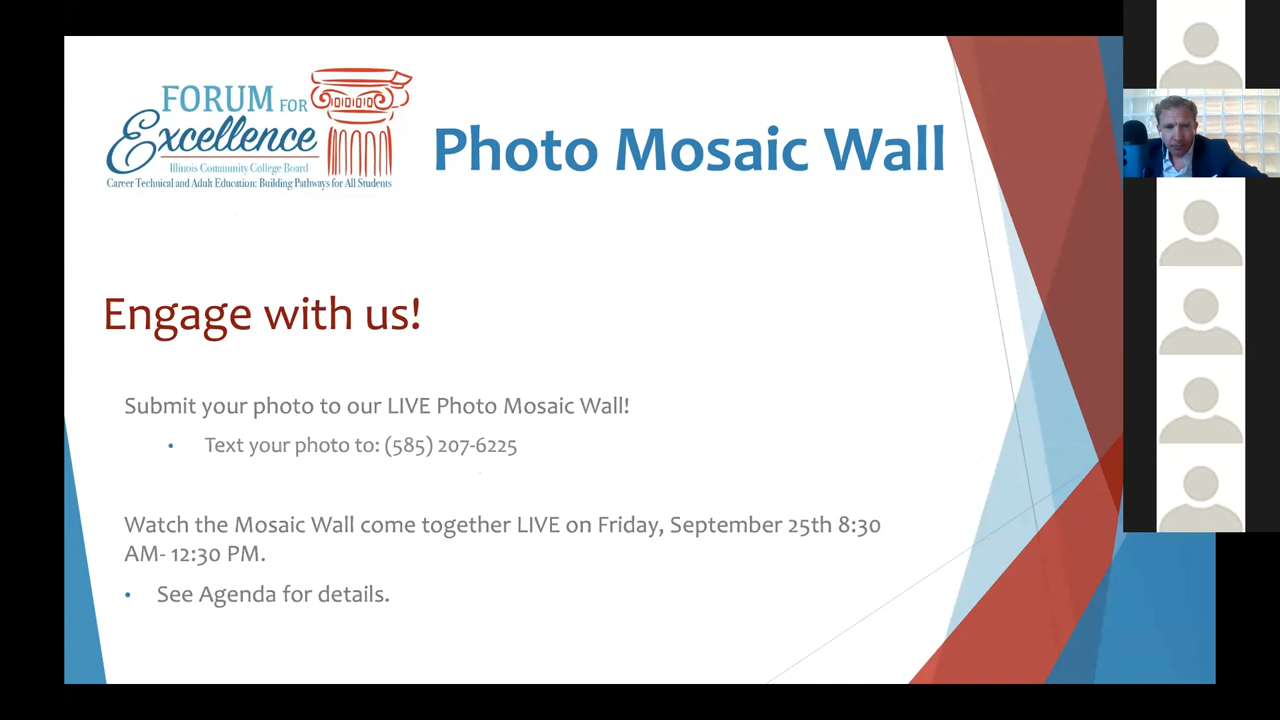 FORUM FOR
Excellence
Illinois Community College Board
Career Technical and Adult Education: Building Pathways for All Students
Photo Mosaic Wall
Engage with us!
Submit your photo to our LIVE Photo Mosaic Wall!
• Text your photo to: (585) 207-6225
Watch the Mosaic Wall come together LIVE on Friday, September 25th 8:30
AM- 12:30 PM.
• See Agenda for details.